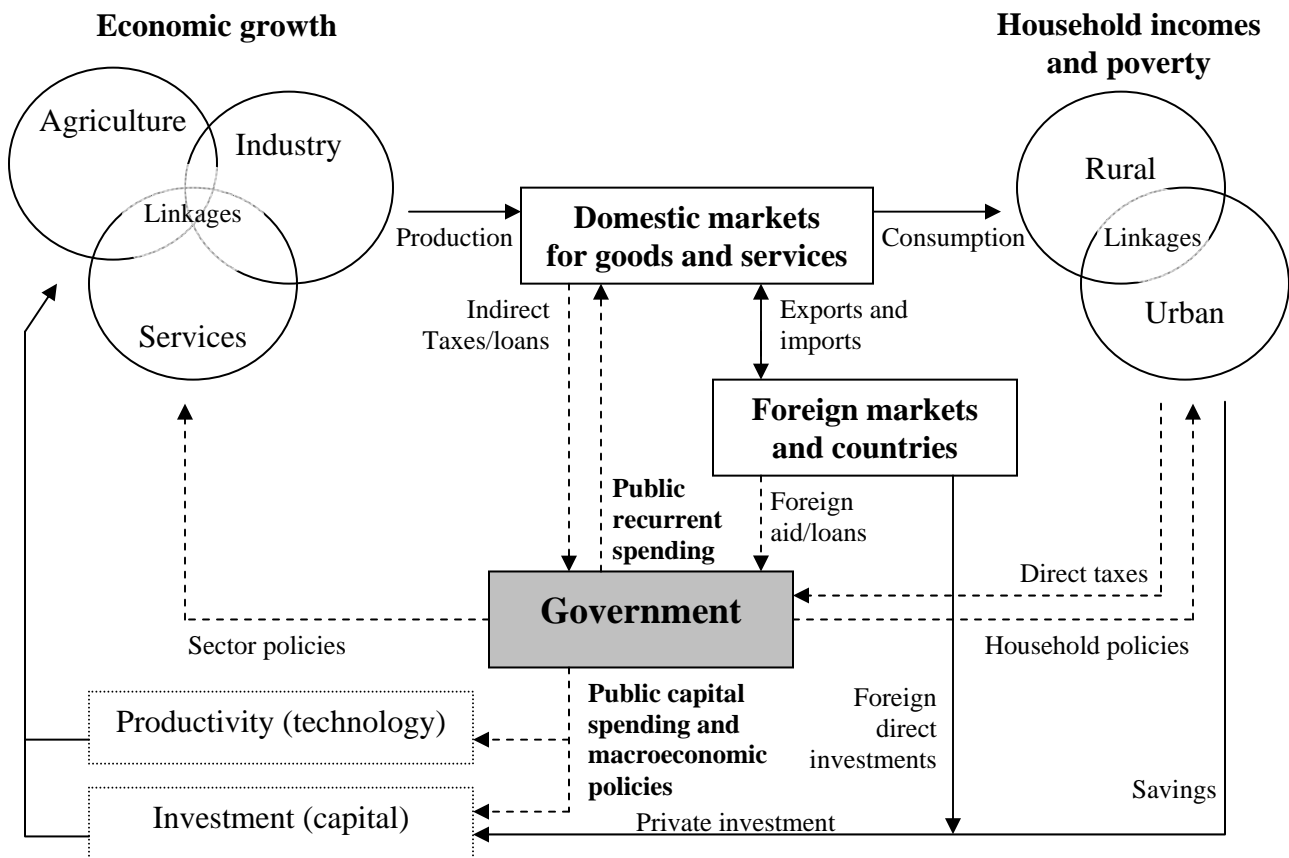 Economic growth
Household incomes
and poverty
Agriculture
Industry
Linkages
Services
Production
Domestic markets
for goods and services
Consumption
Rural
Linkages
Urban
Indirect
Taxes/loans
Exports and
imports
Foreign markets
and countries
Public
recurrent
spending
Foreign
aid/loans
Direct taxes
Government
Sector policies
Household policies
Public capital
spending and
macroeconomic
policies
Productivity (technology)
Foreign
direct
investments
Savings
Investment (capital)
Private investment